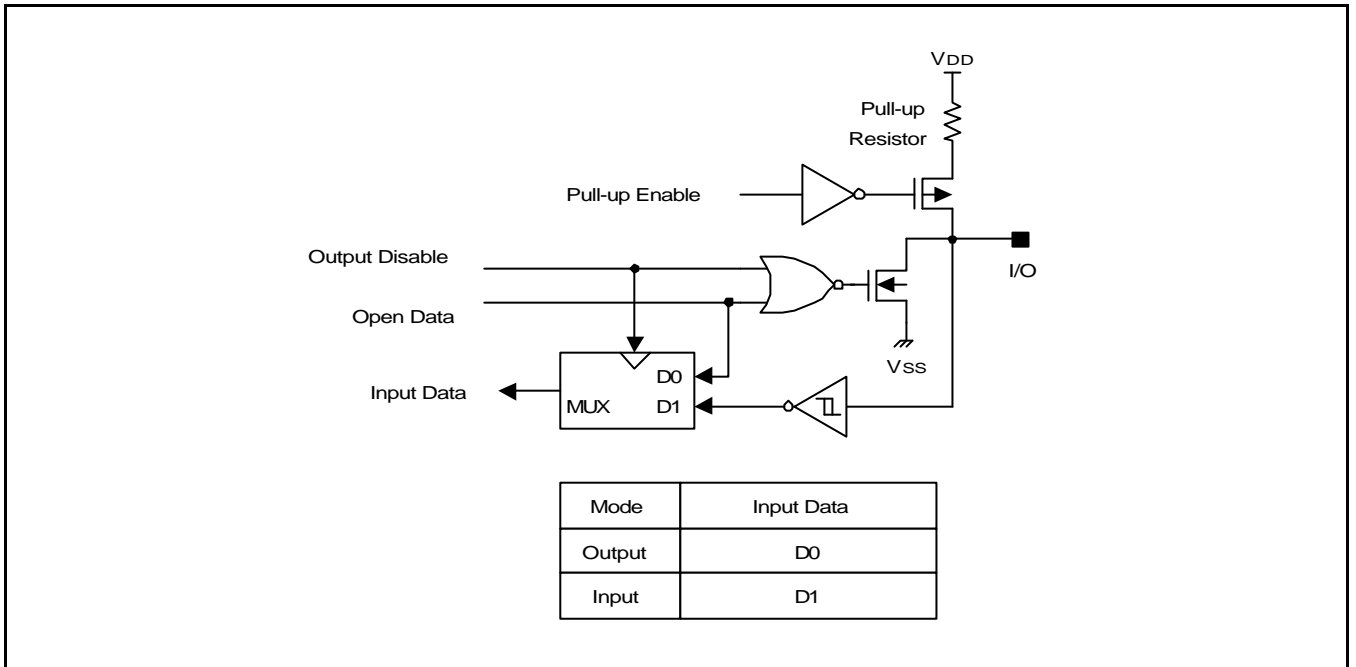 VDD
Pull-up
Resistor
Pull-up Enable
Output Disable
I/O
Open Data
VSS
D0
Input Data
MUX
D1
Mode
Input Data
Output
D0
Input
D1